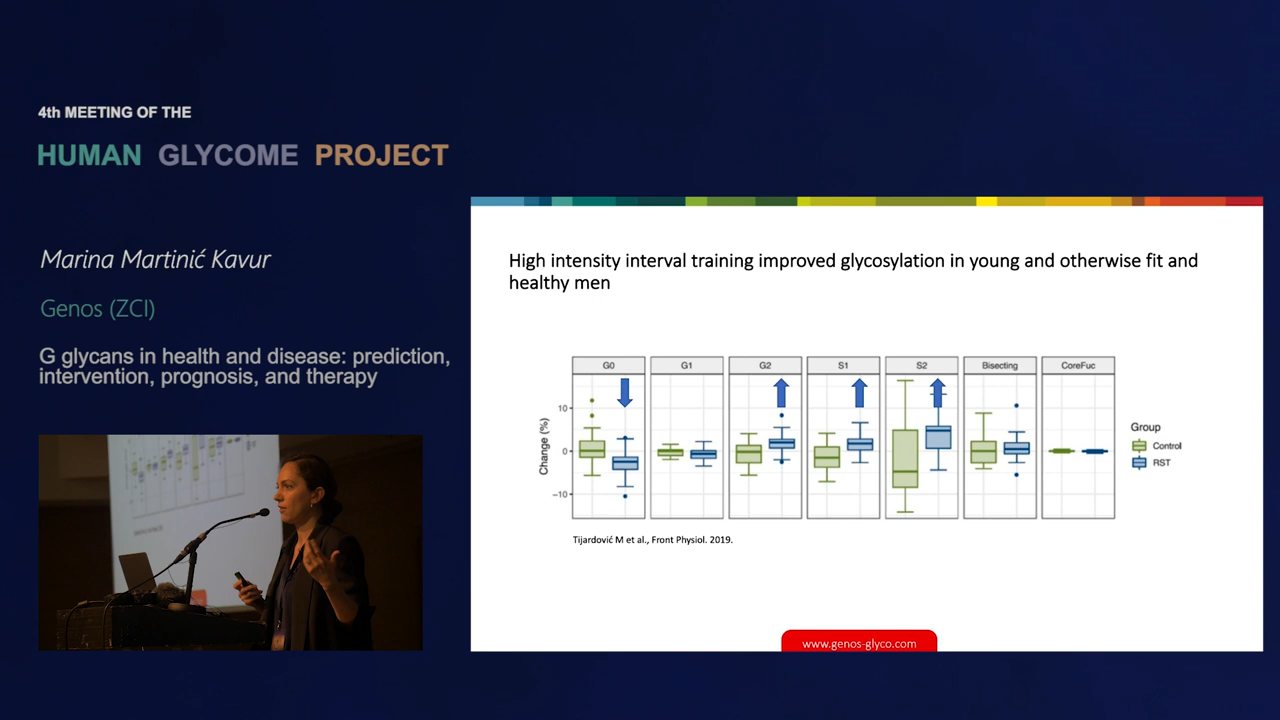 4th MEETING OF THE
HUMAN GLYCOME PROJECT
Marina Martinić Kavur
Genos (ZCI)
G glycans in health and disease: prediction,
intervention, prognosis, and therapy
High intensity interval training improved glycosylation in young and otherwise fit and
healthy men
G0 G1 G2 S1 S2 Bisecting CoreFuc
Change (%)
10
0
−10
Group
Control
RST
Tijardović M et al., Front Physiol. 2019.
www.genos-glyco.com